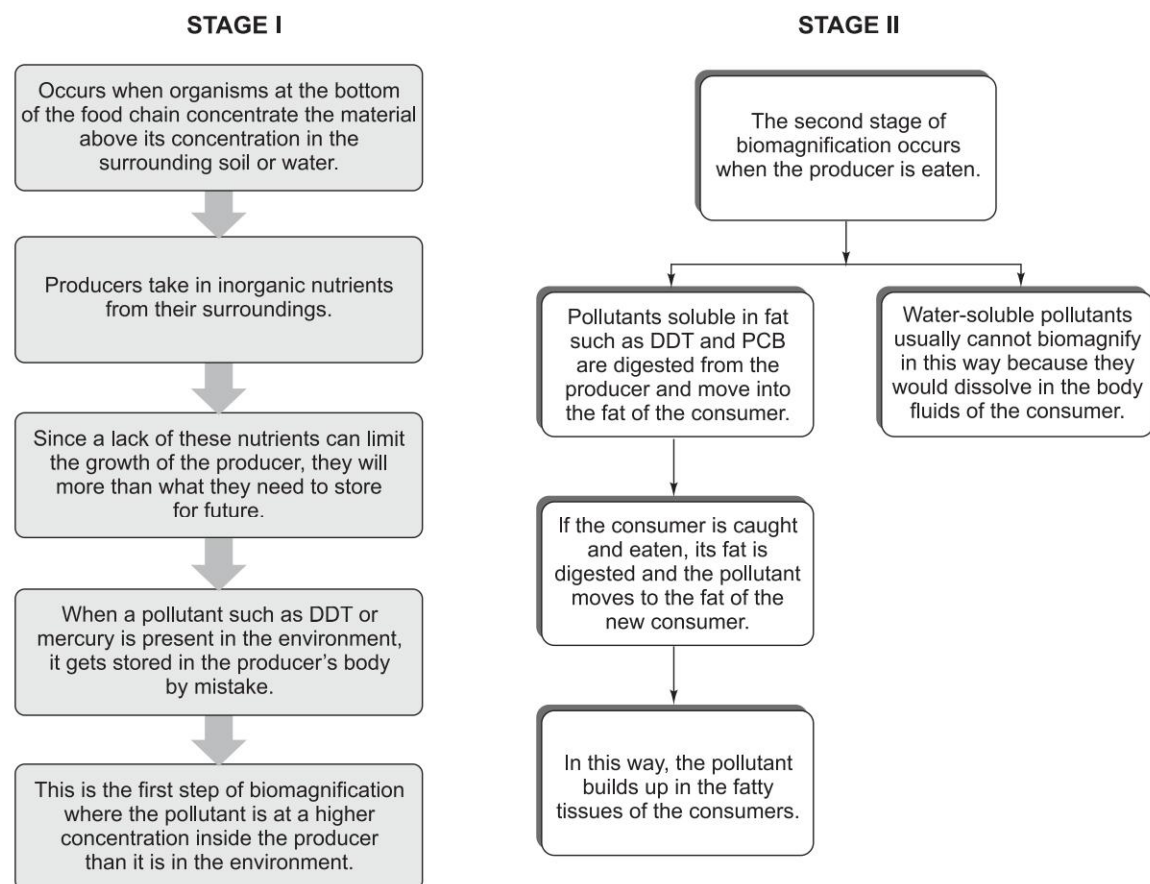 STAGE I
Occurs when organisms at the bottom
of the food chain concentrate the material
above its concentration in the
surrounding soil or water.
Producers take in inorganic nutrients
from their surroundings.
Since a lack of these nutrients can limit
the growth of the producer, they will
more than what they need to store
for future.
When a pollutant such as DDT or
mercury is present in the environment,
it gets stored in the producer's body
by mistake.
This is the first step of biomagnification
where the pollutant is at a higher
concentration inside the producer
than it is in the environment.
STAGE II
The second stage of
biomagnification occurs
when the producer is eaten.
Pollutants soluble in fat
such as DDT and PCB
are digested from the
producer and move into
the fat of the consumer.
Water-soluble pollutants
usually cannot biomagnify
in this way because they
would dissolve in the body
fluids of the consumer.
If the consumer is caught
and eaten, its fat is
digested and the pollutant
moves to the fat of the
new consumer.
In this way, the pollutant
builds up in the fatty
tissues of the consumers.